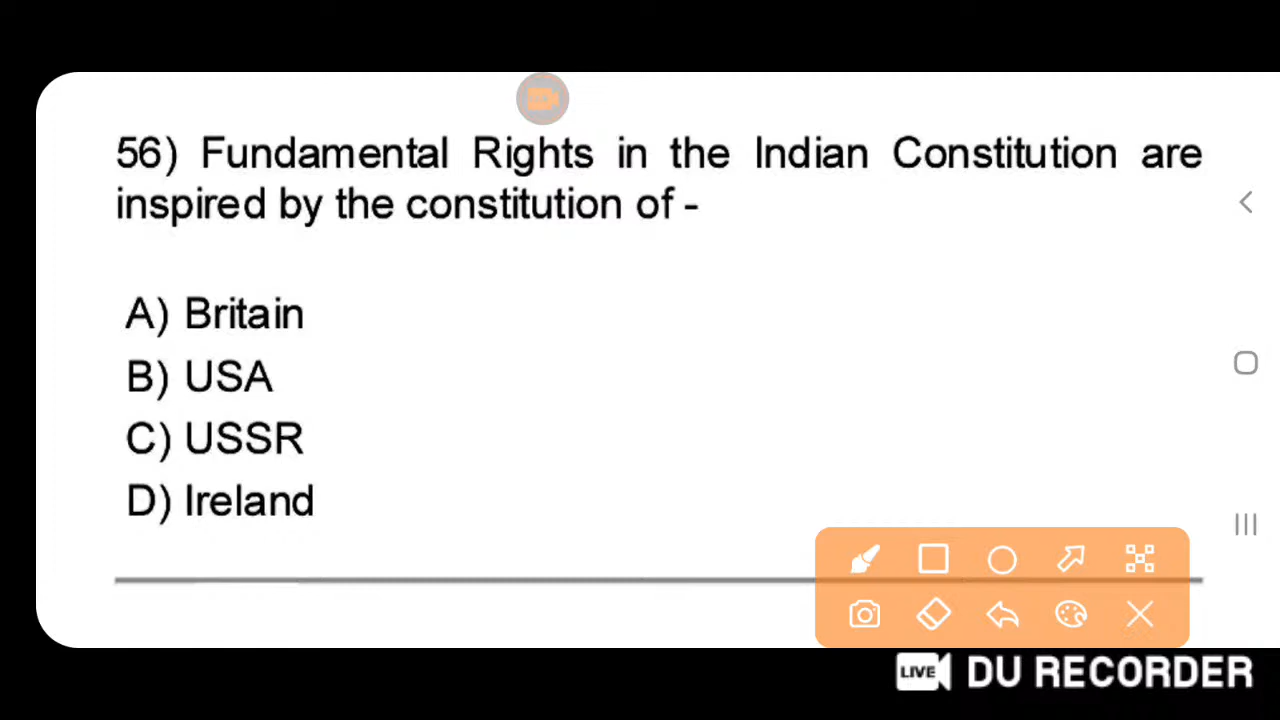 56) Fundamental Rights in the Indian Constitution are
inspired by the constitution of -
A) Britain
B) USA
C) USSR
D) Ireland
LIVE DU RECORDER